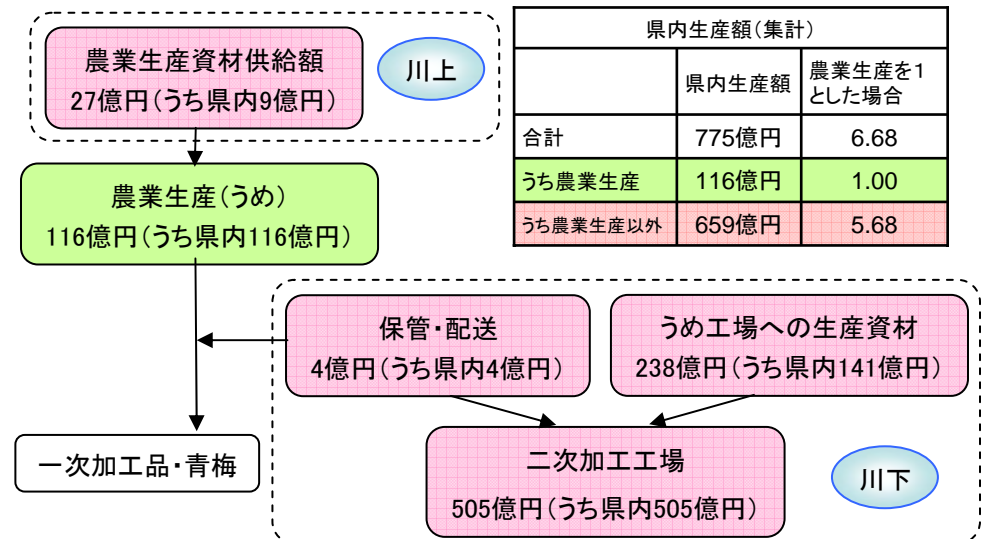 農業生産資材供給額
27億円(うち県内9億円)
川上
県内生産額(集計)
県内生産額
農業生産を1
とした場合
合計 775億円 6.68
うち農業生産 116億円 1.00
うち農業生産以外 659億円 5.68
農業生産(うめ)
116億円(うち県内116億円)
保管・配送
4億円(うち県内4億円)
うめ工場への生産資材
238億円(うち県内141億円)
一次加工品・青梅
二次加工工場
505億円(うち県内505億円)
川下